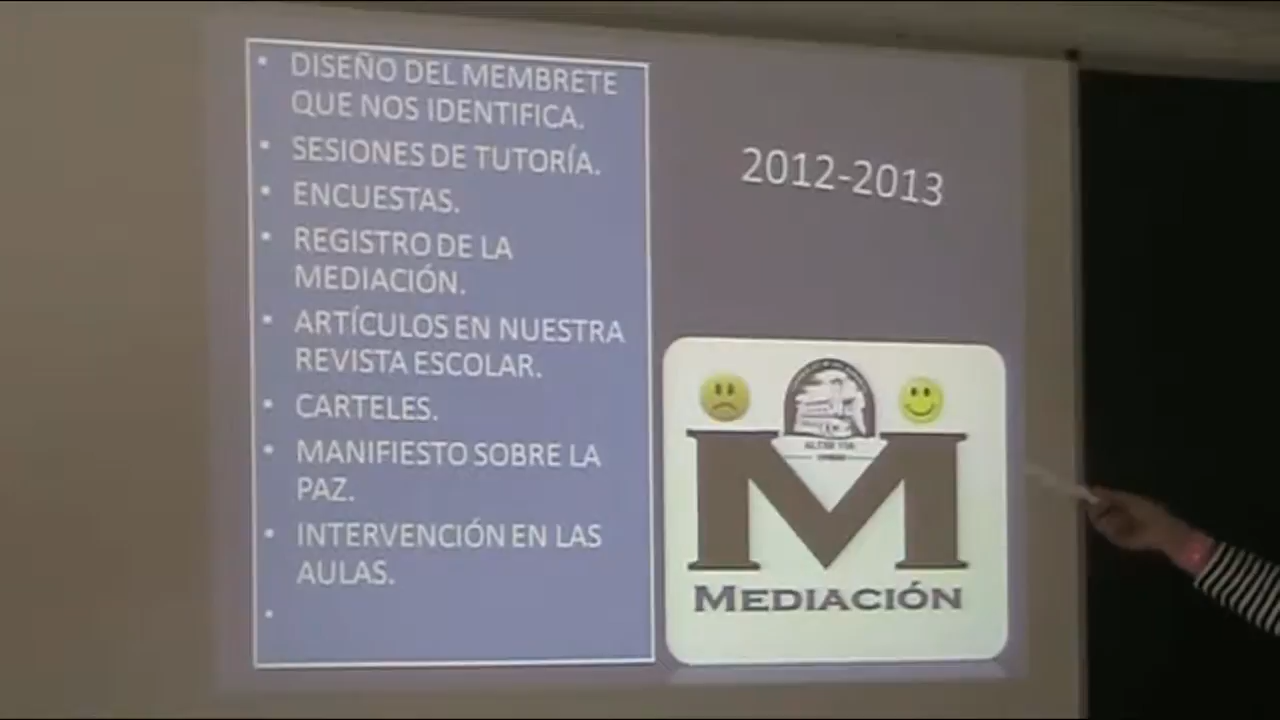 • DISEÑO DEL MEMBRETE
QUE NOS IDENTIFICA.
• SESIONES DE TUTORÍA.
• ENCUESTAS.
• REGISTRO DE LA
MEDIACIÓN.
• ARTÍCULOS EN NUESTRA
REVISTA ESCOLAR.
• CARTELES.
• MANIFIESTO SOBRE LA
PAZ.
• INTERVENCIÓN EN LAS
AULAS.
•
2012-2013
M
MEDIACIÓN